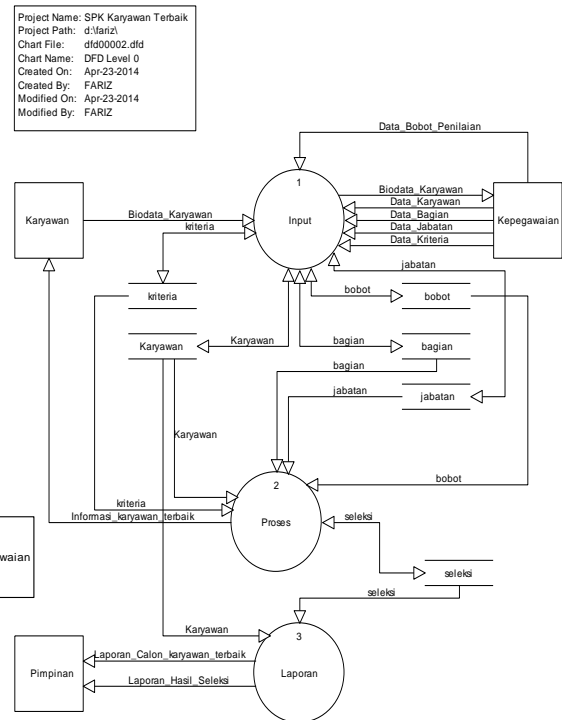 Project Name: SPK Karyawan Terbaik
Project Path: d:\fariz\
Chart File: dfd00002.dfd
Chart Name: DFD Level 0
Created On: Apr-23-2014
Created By: FARIZ
Modified On: Apr-23-2014
Modified By: FARIZ
Data_Bobot_Penilaian
1
Input
Karyawan
Biodata_Karyawan
kriteria
Biodata_Karyawan
Data_Karyawan
Data_Bagian
Data_Jabatan
Data_Kriteria
Kepegawaian
jabatan
kriteria
bobot
bobot
Karyawan
Karyawan
bagian
bagian
bagian
jabatan
jabatan
Karyawan
2
Proses
bobot
kriteria
Informasi_karyawan_terbaik
seleksi
waian
seleksi
seleksi
Karyawan
3
Laporan
Pimpinan
Laporan_Calon_karyawan_terbaik
Laporan_Hasil_Seleksi